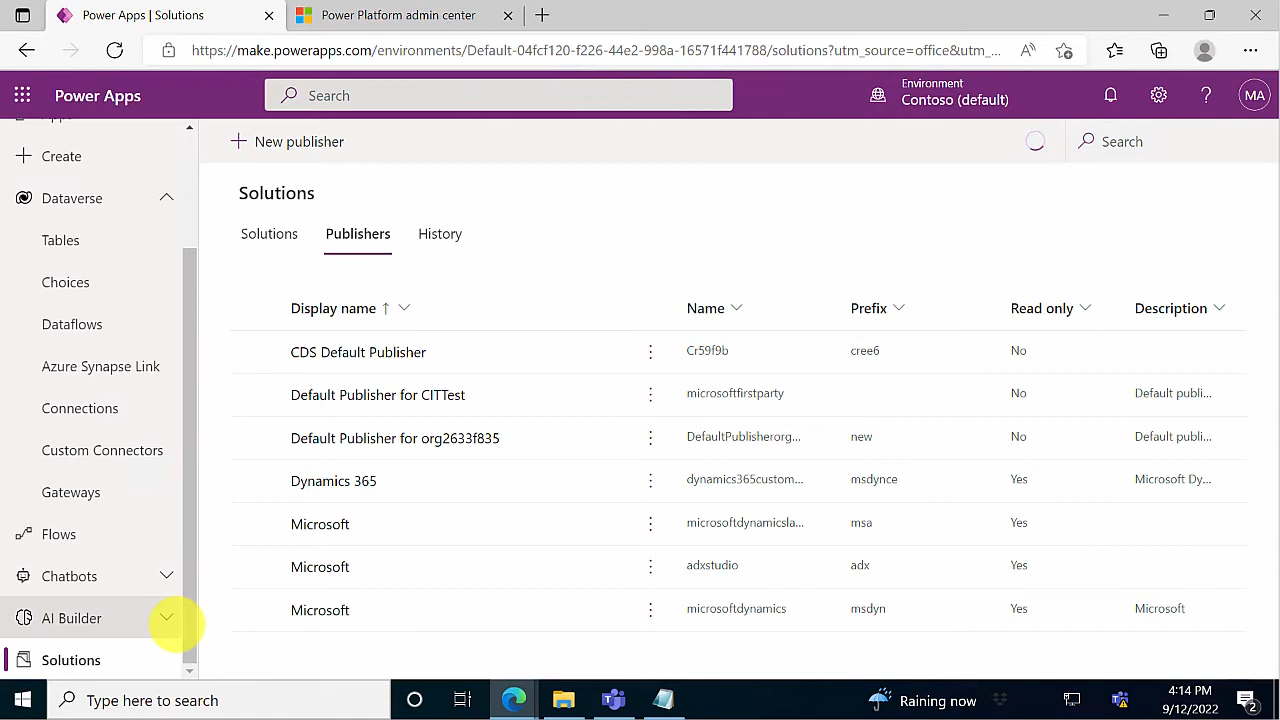 Power Apps | Solutions
Power Platform admin center
https://make.powerapps.com/environments/Default-04fcf120-f226-44e2-998a-16571f441788/solutions?utm_source=office&utm_...
Power Apps
Search
Environment
Contoso (default)
MA
Apps
Create
Dataverse
Tables
Choices
Dataflows
Azure Synapse Link
Connections
Custom Connectors
Gateways
Flows
Chatbots
AI Builder
Solutions
New publisher
Search
Solutions
Solutions Publishers History
Display name ↑ Name Prefix Read only Description
CDS Default Publisher Cr59f9b cree6 No
Default Publisher for CITTest microsoftfirstparty No Default publi...
Default Publisher for org2633f835 DefaultPublisherorg... new No Default publi...
Dynamics 365 dynamics365custom... msdynce Yes Microsoft Dy...
Microsoft microsoftdynamicsla... msa Yes
Microsoft adxstudio adx Yes
Microsoft microsoftdynamics msdyn Yes Microsoft
Type here to search
Raining now
4:14 PM
9/12/2022
2